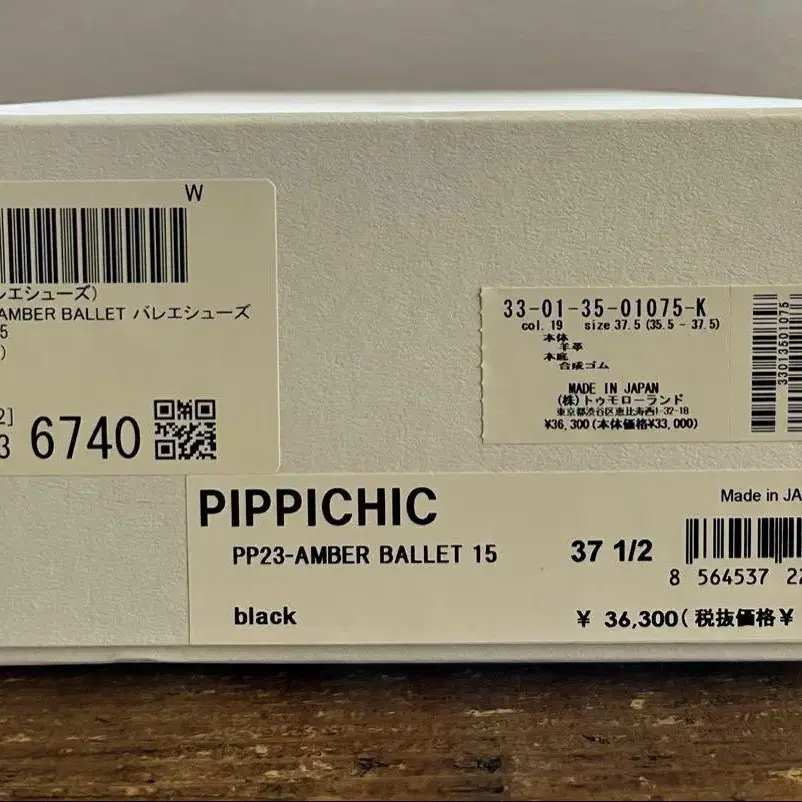 W
レエシューズ)
AMBER BALLET バレエシューズ
5
)
2]
3 6740
33-01-35-01075-K
col. 19 size 37.5 (35.5 - 37.5)
本体
羊革
本底
合成ゴム
MADE IN JAPAN
(株)トゥモローランド
東京都渋谷区恵比寿西1-32-18
¥36,300(本体価格¥33,000)
33013501075
PIPPICHIC
Made in JA
PP23-AMBER BALLET 15
37 1/2
8 564537 22
black
¥ 36,300( 税抜価格¥